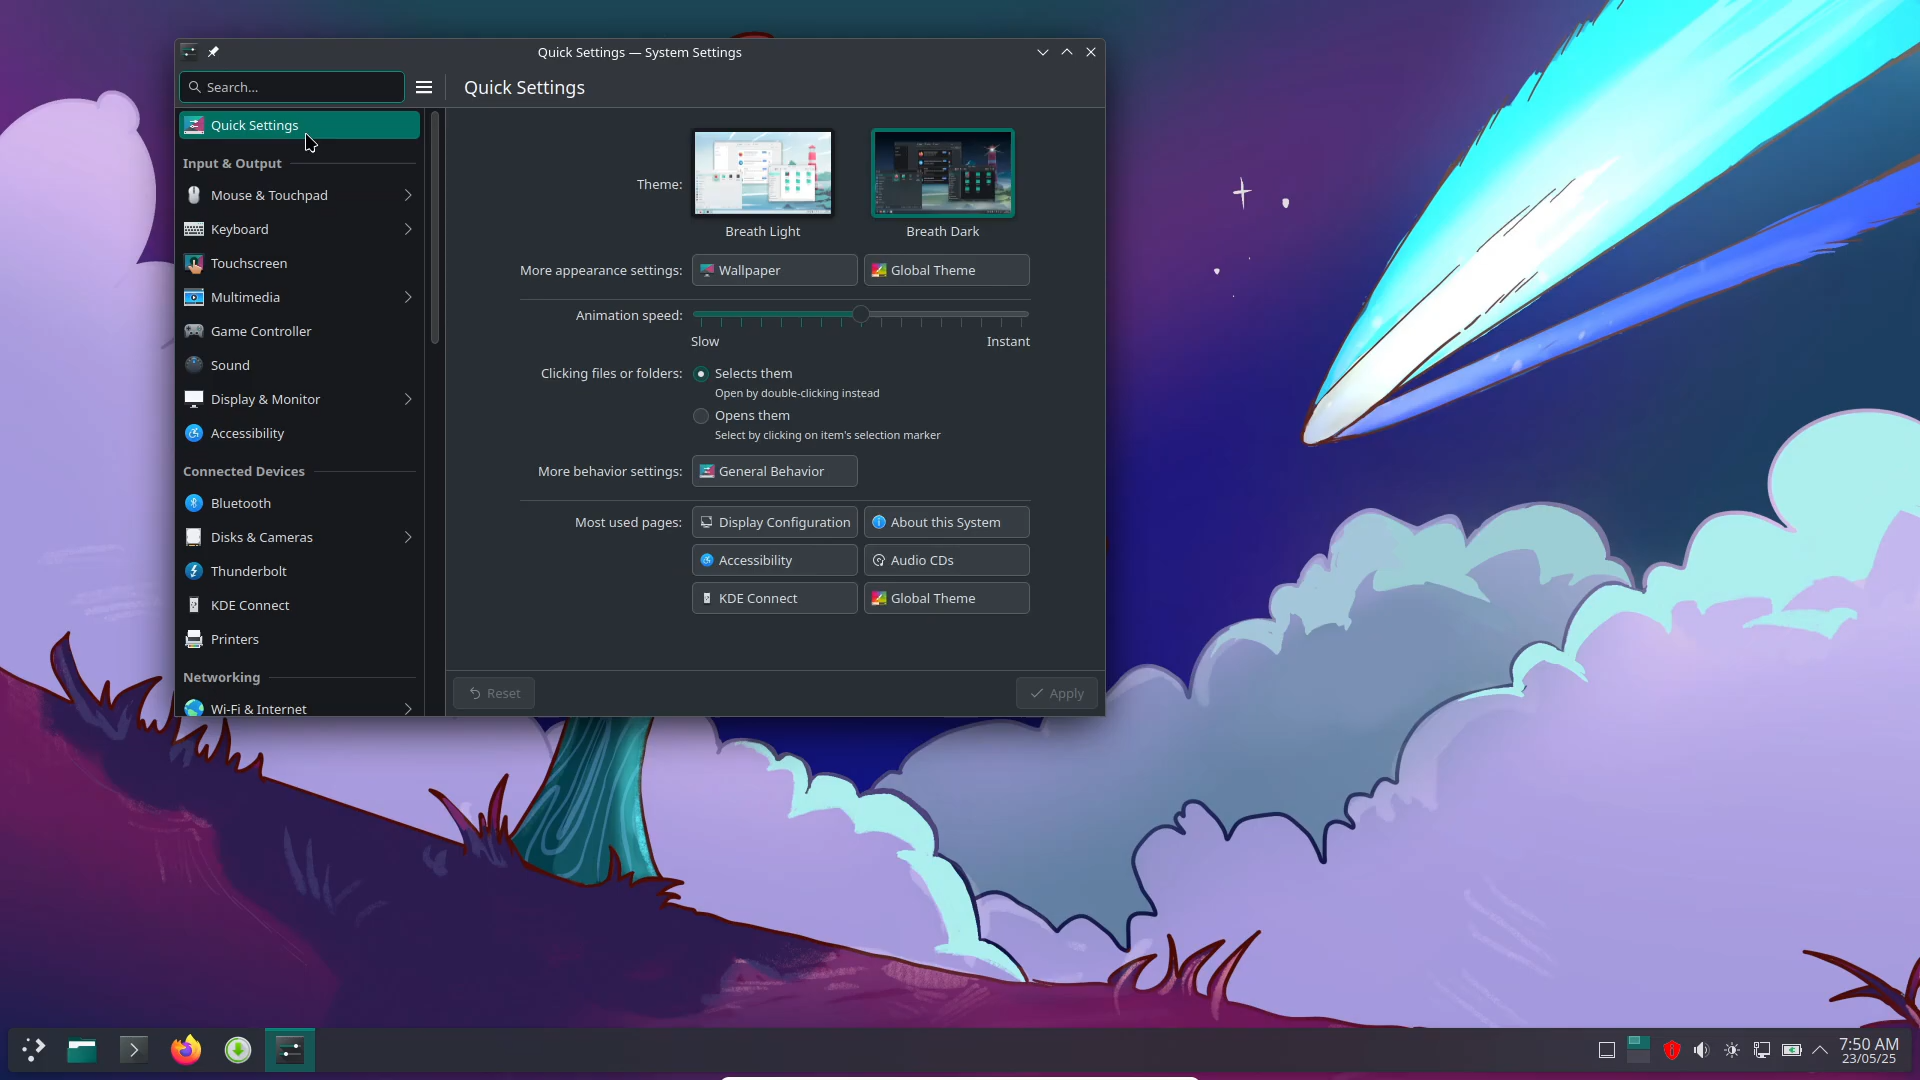 Quick Settings — System Settings
Search...
Quick Settings
Quick Settings
Input & Output
Mouse & Touchpad
Keyboard
Touchscreen
Multimedia
Game Controller
Sound
Display & Monitor
Accessibility
Connected Devices
Bluetooth
Disks & Cameras
Thunderbolt
KDE Connect
Printers
Networking
Wi-Fi & Internet
Theme:
Breath Light
Breath Dark
More appearance settings:
Wallpaper
Global Theme
Animation speed:
Slow
Instant
Clicking files or folders:
Selects them
Open by double-clicking instead
Opens them
Select by clicking on item's selection marker
More behavior settings:
General Behavior
Most used pages:
Display Configuration
About this System
Accessibility
Audio CDs
KDE Connect
Global Theme
Reset
Apply
7:50 AM
23/05/25